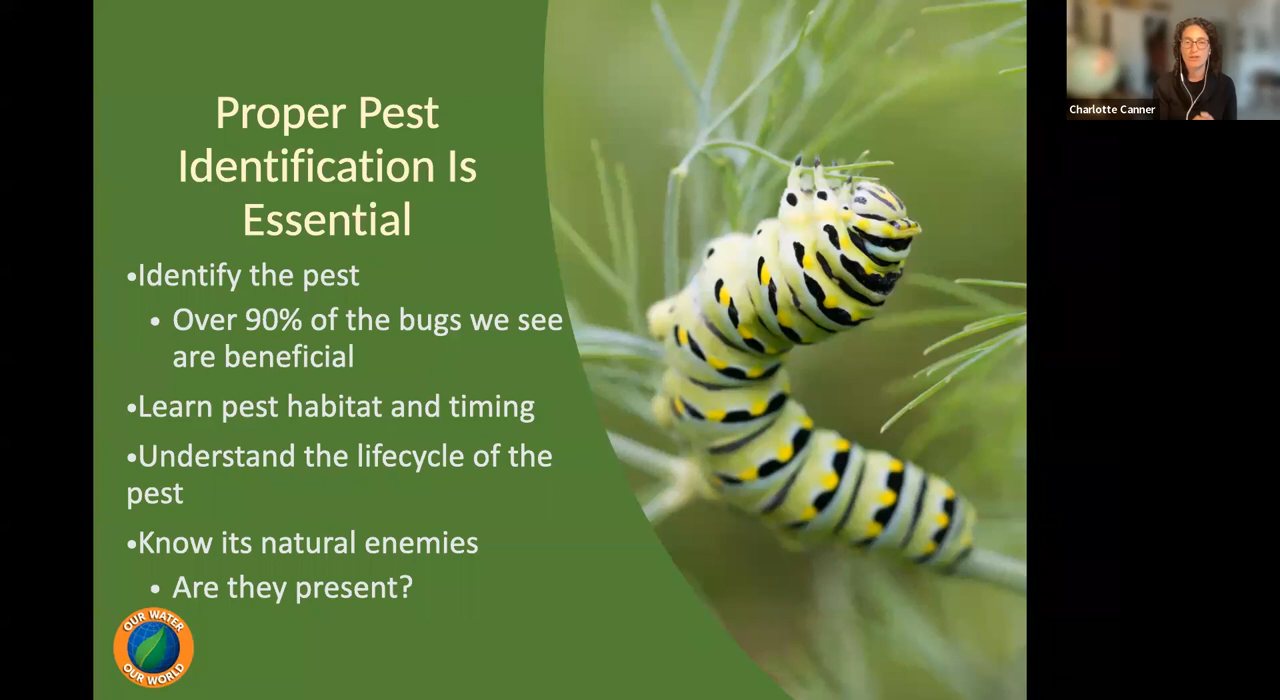 Proper Pest
Identification Is
Essential
•Identify the pest
• Over 90% of the bugs we see
are beneficial
•Learn pest habitat and timing
•Understand the lifecycle of the
pest
•Know its natural enemies
• Are they present?
OUR WATER
OUR WORLD
Charlotte Canner